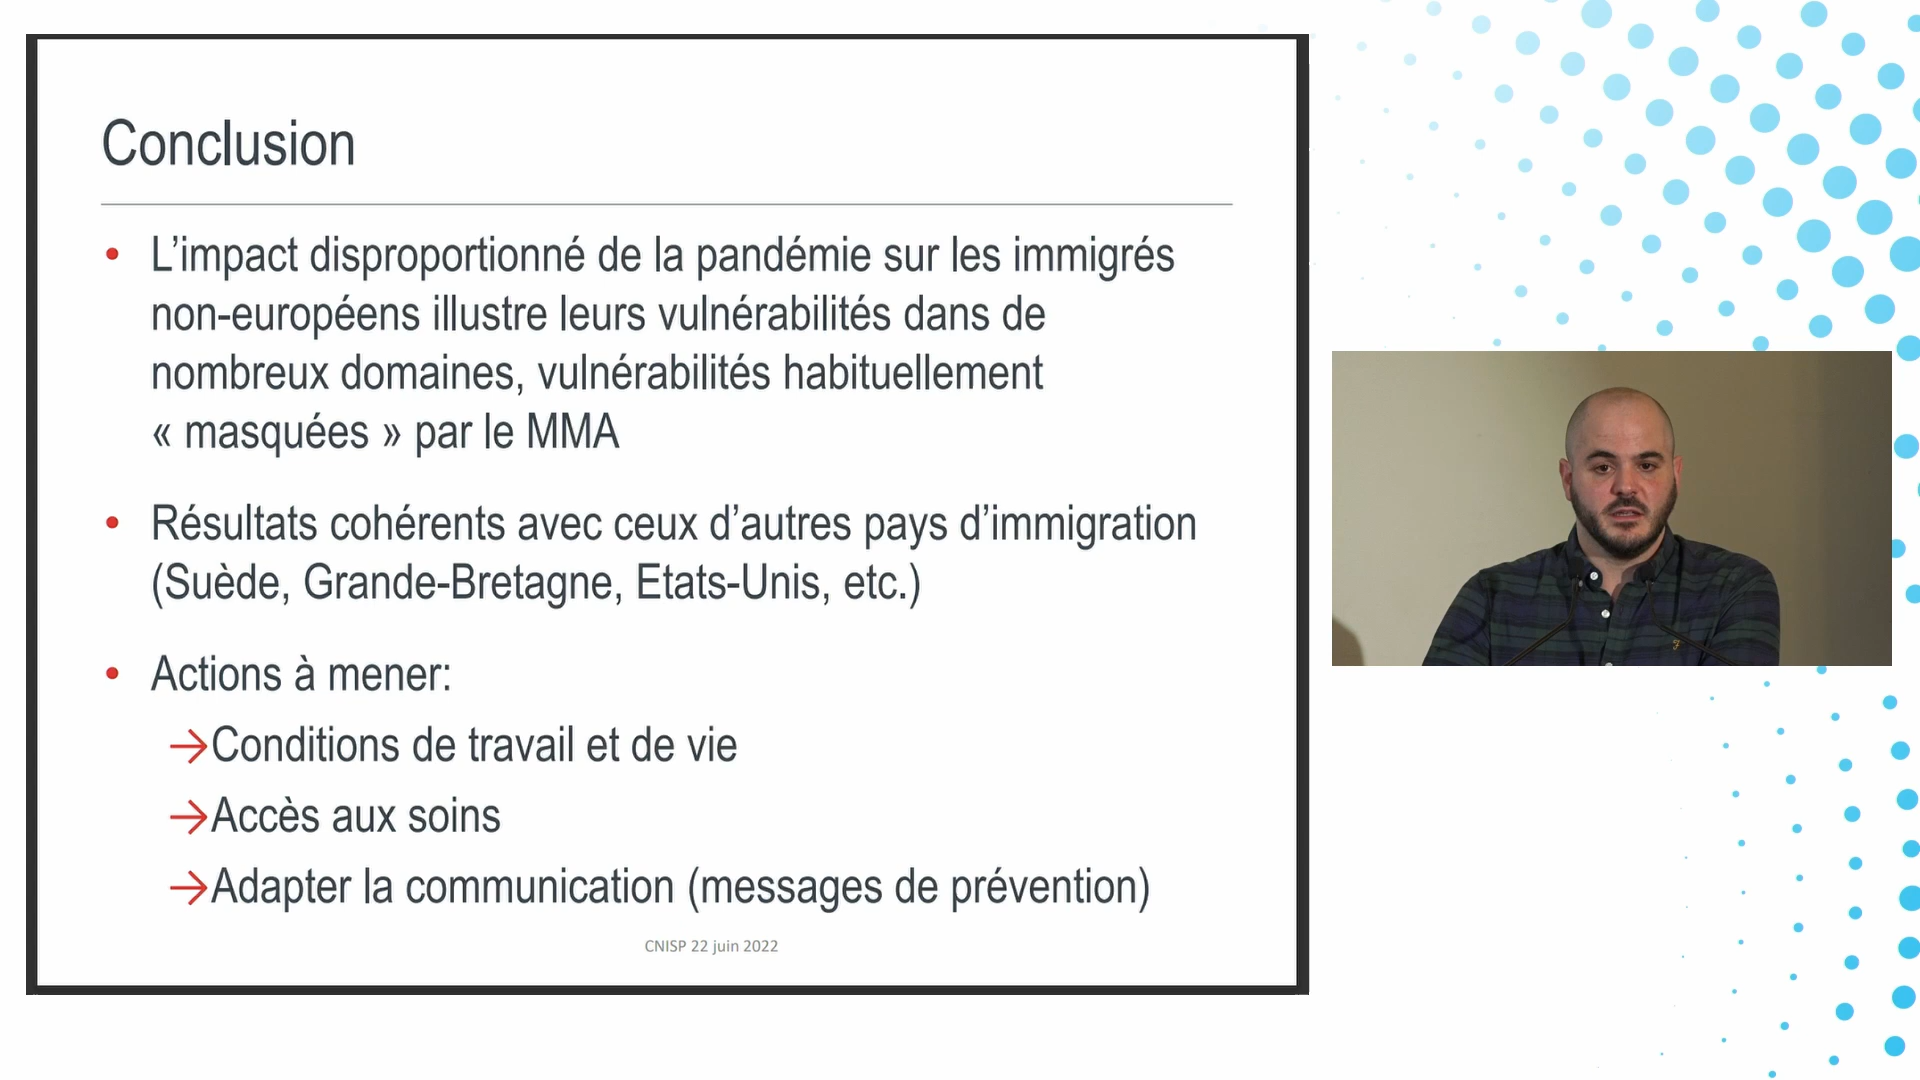 Conclusion
• L’impact disproportionné de la pandémie sur les immigrés
non-européens illustre leurs vulnérabilités dans de
nombreux domaines, vulnérabilités habituellement
« masquées » par le MMA
• Résultats cohérents avec ceux d’autres pays d’immigration
(Suède, Grande-Bretagne, Etats-Unis, etc.)
• Actions à mener:
→Conditions de travail et de vie
→Accès aux soins
→Adapter la communication (messages de prévention)
CNISP 22 juin 2022